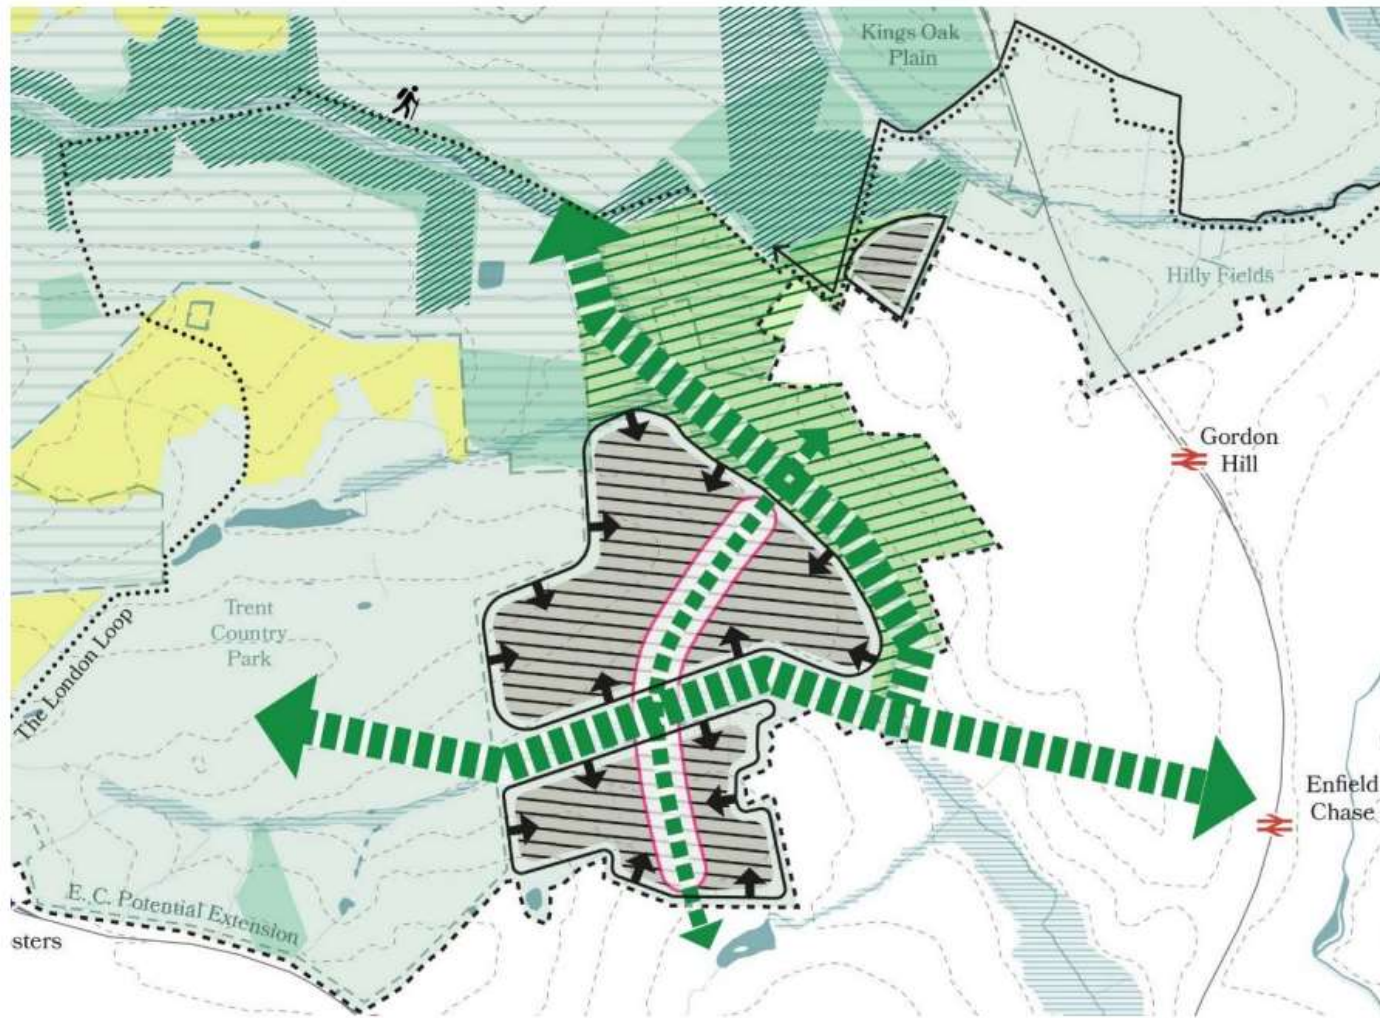 Kings Oak
Plain
Hilly Fields
Gordon
Hill
Trent
Country
Park
The London Loop
Enfield
Chase
E. C. Potential Extension
sters